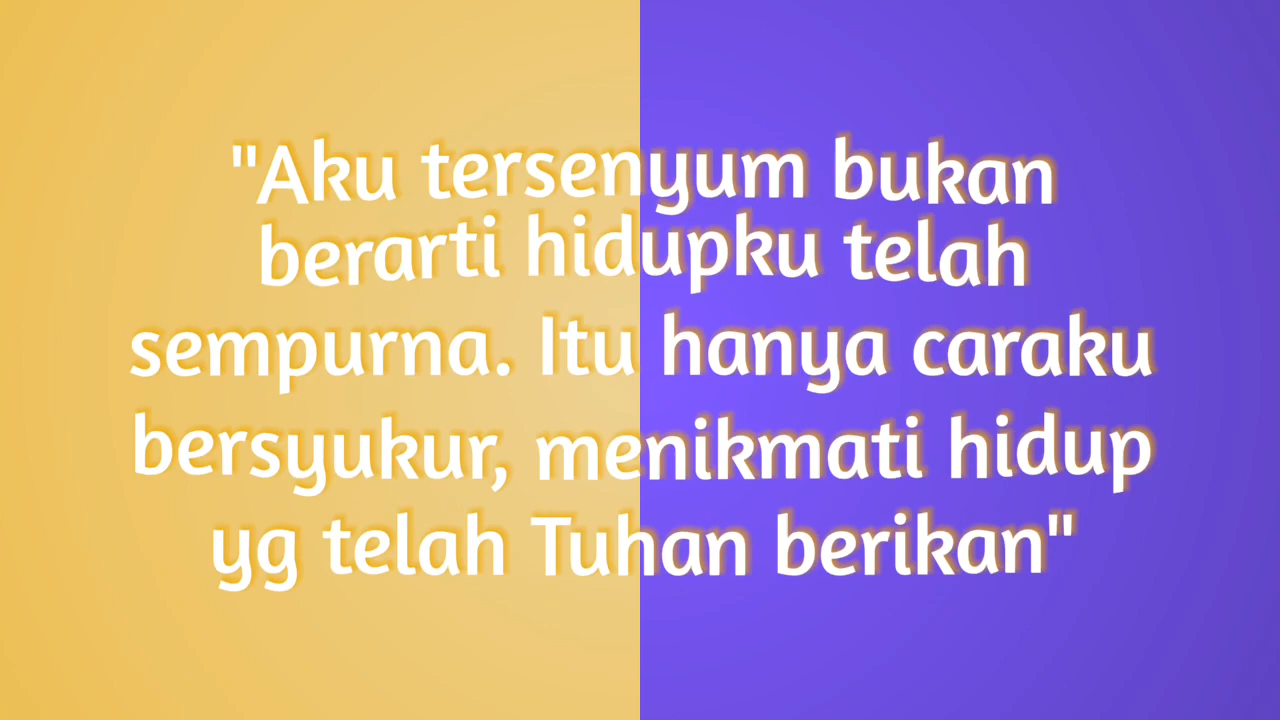 "Aku tersenyum bukan
berarti hidupku telah
sempurna. Itu hanya caraku
bersyukur, menikmati hidup
yg telah Tuhan berikan"